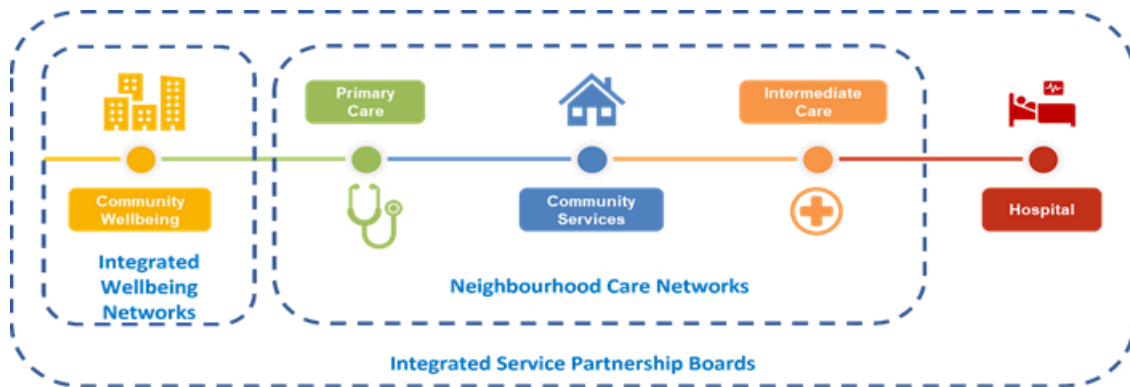 Primary
Care
Intermediate
Care
Community
Wellbeing
Community
Services
Hospital
Integrated
Wellbeing
Networks
Neighbourhood Care Networks
Integrated Service Partnership Boards